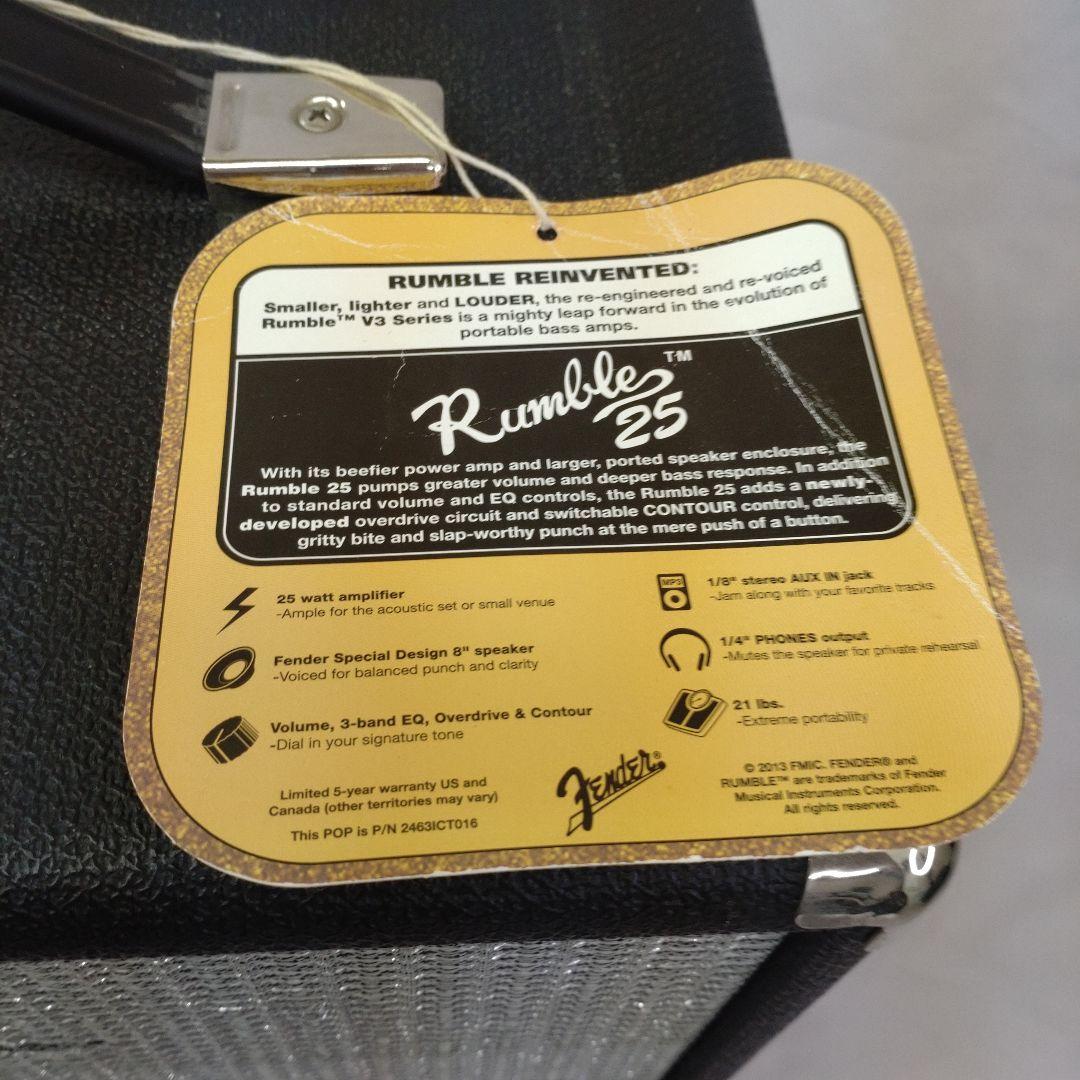 RUMBLE REINVENTED:
Smaller, lighter and LOUDER, the re-engineered and re-voiced
Rumble™ V3 Series is a mighty leap forward in the evolution of
portable bass amps.
Rumble™
25
With its beefier power amp and larger, ported speaker enclosure, the
Rumble 25 pumps greater volume and deeper bass response. In addition
to standard volume and EQ controls, the Rumble 25 adds a newly-
developed overdrive circuit and switchable CONTOUR control, delivering
gritty bite and slap-worthy punch at the mere push of a button.
25 watt amplifier
-Ample for the acoustic set or small venue
Fender Special Design 8" speaker
-Voiced for balanced punch and clarity
Volume, 3-band EQ, Overdrive & Contour
-Dial in your signature tone
MP3
1/8" stereo AUX IN jack
-Jam along with your favorite tracks
1/4" PHONES output
-Mutes the speaker for private rehearsal
21 lbs.
-Extreme portability
Limited 5-year warranty US and
Canada (other territories may vary)
This POP is P/N 2463ICT016
Fender®
© 2013 FMIC. FENDER® and
RUMBLE™ are trademarks of Fender
Musical Instruments Corporation.
All rights reserved.